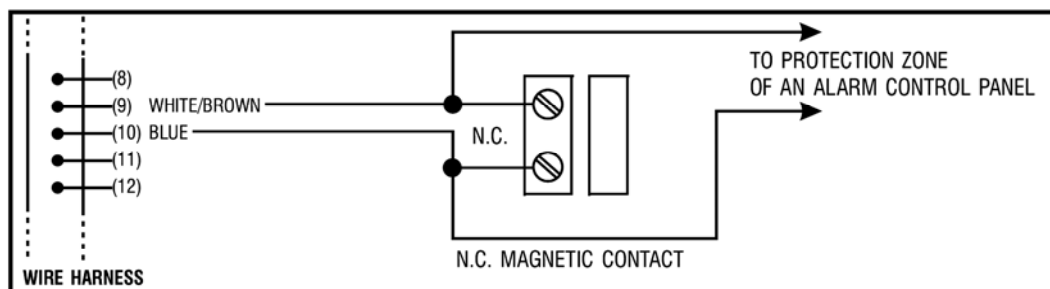 (8)
(9) WHITE/BROWN
(10) BLUE
(11)
(12)
WIRE HARNESS
N.C.
N.C. MAGNETIC CONTACT
TO PROTECTION ZONE
OF AN ALARM CONTROL PANEL